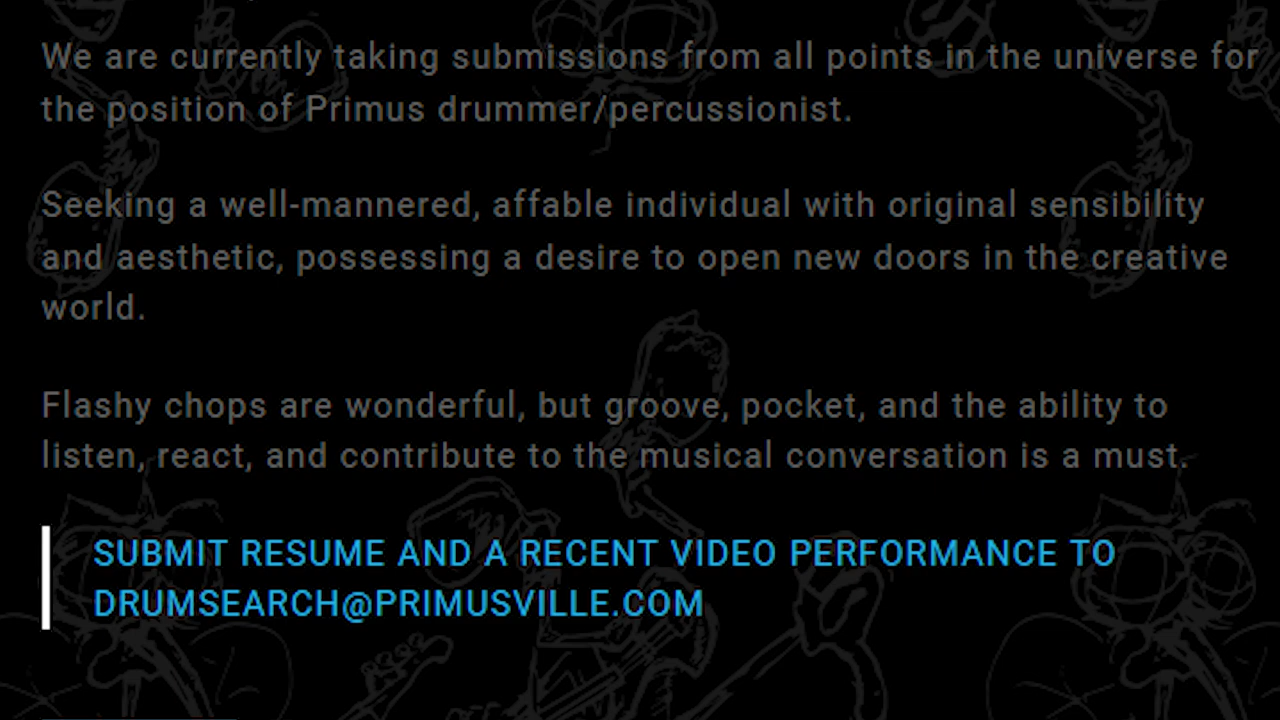 We are currently taking submissions from all points in the universe for
the position of Primus drummer/percussionist.
Seeking a well-mannered, affable individual with original sensibility
and aesthetic, possessing a desire to open new doors in the creative
world.
Flashy chops are wonderful, but groove, pocket, and the ability to
listen, react, and contribute to the musical conversation is a must.
SUBMIT RESUME AND A RECENT VIDEO PERFORMANCE TO
DRUMSEARCH@PRIMUSVILLE.COM